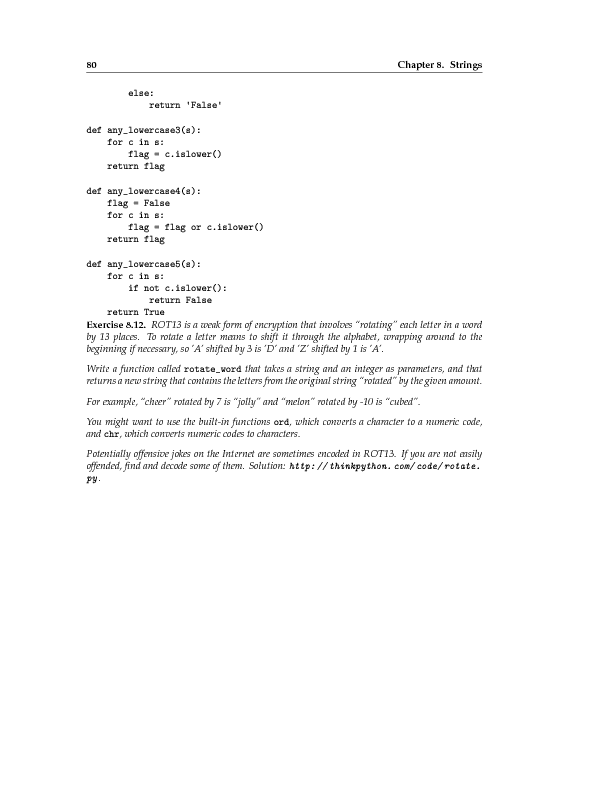 80 Chapter 8. Strings
        else:
            return 'False'

def any_lowercase3(s):
    for c in s:
        flag = c.islower()
    return flag

def any_lowercase4(s):
    flag = False
    for c in s:
        flag = flag or c.islower()
    return flag

def any_lowercase5(s):
    for c in s:
        if not c.islower():
            return False
    return True
Exercise 8.12. ROT13 is a weak form of encryption that involves “rotating” each letter in a word
by 13 places. To rotate a letter means to shift it through the alphabet, wrapping around to the
beginning if necessary, so ’A’ shifted by 3 is ’D’ and ’Z’ shifted by 1 is ’A’.
Write a function called rotate_word that takes a string and an integer as parameters, and that
returns a new string that contains the letters from the original string “rotated” by the given amount.
For example, “cheer” rotated by 7 is “jolly” and “melon” rotated by -10 is “cubed”.
You might want to use the built-in functions ord, which converts a character to a numeric code,
and chr, which converts numeric codes to characters.
Potentially offensive jokes on the Internet are sometimes encoded in ROT13. If you are not easily
offended, find and decode some of them. Solution: http://thinkpython.com/code/rotate.
py.